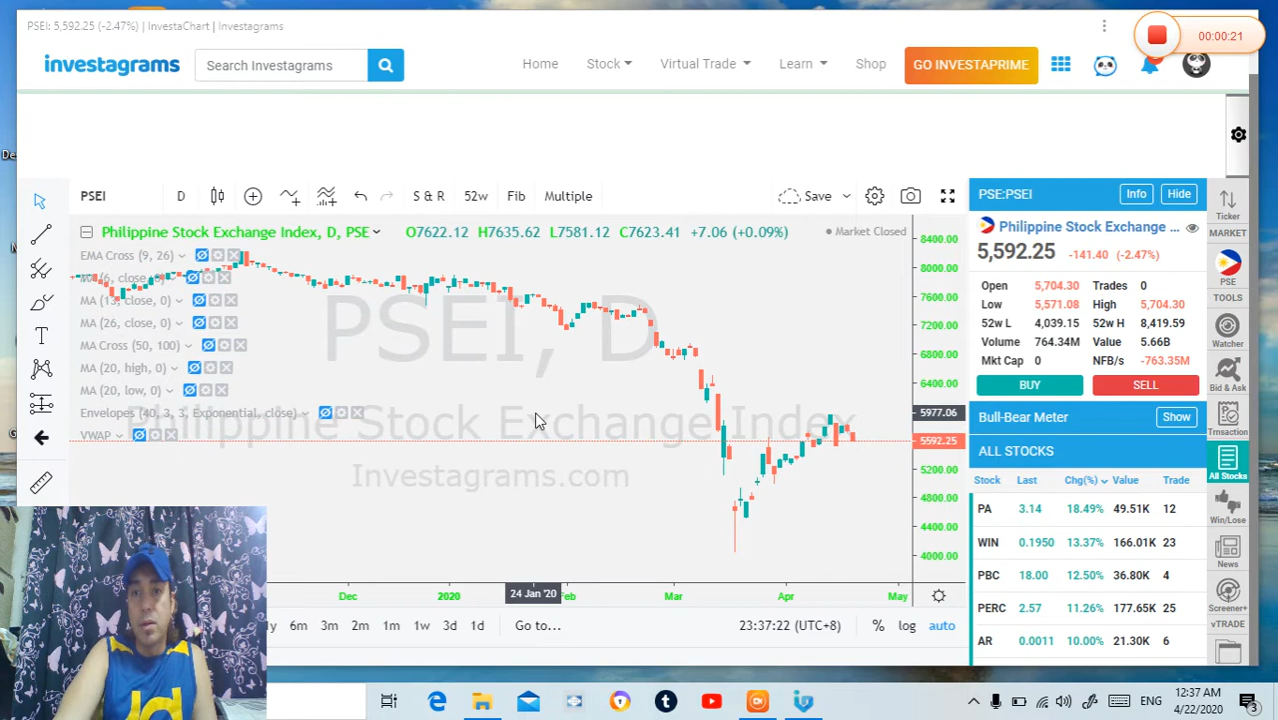 PSEI: 5,592.25 (-2.47%) | InvestaChart | Investagrams
00:00:21
investagrams
Search Investagrams
Home
Stock
Virtual Trade
Learn
Shop
GO INVESTAPRIME
PSEI
D
S & R
52w
Fib
Multiple
Save
Philippine Stock Exchange Index, D, PSE
O7622.12 H7635.62 L7581.12 C7623.41 +7.06 (+0.09%)
Market Closed
EMA Cross (9, 26)
MA (6, close, 0)
MA (13, close, 0)
MA (26, close, 0)
MA Cross (50, 100)
MA (20, high, 0)
MA (20, low, 0)
Envelopes (40, 3, 3, Exponential, close)
VWAP
PSEI, D
Philippine Stock Exchange Index
Investagrams.com
8400.00
8000.00
7600.00
7200.00
6800.00
6400.00
5977.06
5592.25
5200.00
4800.00
4400.00
4000.00
Dec
2020
24 Jan '20
Feb
Mar
Apr
May
1y
6m
3m
2m
1m
1w
3d
1d
Go to...
23:37:22 (UTC+8)
%
log
auto
PSE:PSEI
Info
Hide
Philippine Stock Exchange ...
5,592.25 -141.40 (-2.47%)
Open 5,704.30 Trades 0
Low 5,571.08 High 5,704.30
52w L 4,039.15 52w H 8,419.59
Volume 764.34M Value 5.66B
Mkt Cap 0 NFB/s -763.35M
BUY
SELL
Bull-Bear Meter
Show
ALL STOCKS
Stock Last Chg(%) Value Trade
PA 3.14 18.49% 49.51K 12
WIN 0.1950 13.37% 166.01K 23
PBC 18.00 12.50% 36.80K 4
PERC 2.57 11.26% 177.65K 25
AR 0.0011 10.00% 21.30K 6
Ticker
MARKET
PSE
TOOLS
Watcher
Bid & Ask
Trnsaction
All Stocks
Win/Lose
News
Screener+
vTRADE
ENG
12:37 AM
4/22/2020
3